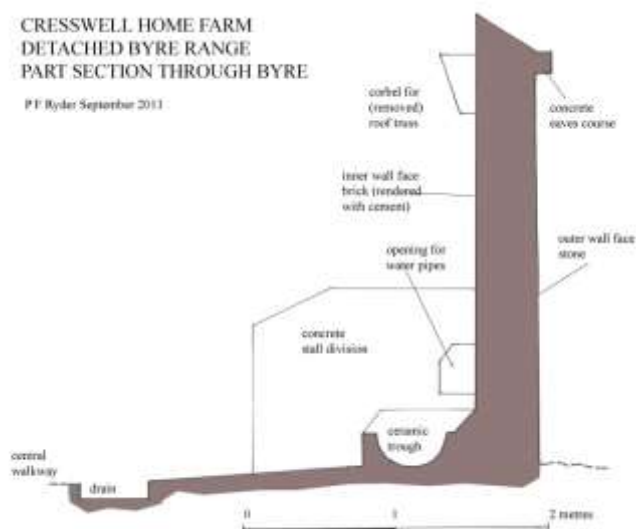 CRESSWELL HOME FARM
DETACHED BYRE RANGE
PART SECTION THROUGH BYRE
P F Ryder September 2011
corbel for
(removed)
roof truss
concrete
eaves course
inner wall face
brick (rendered
with cement)
opening for
water pipes
outer wall face
stone
concrete
stall division
ceramic
trough
central
walkway
drain
0 1 2 metres